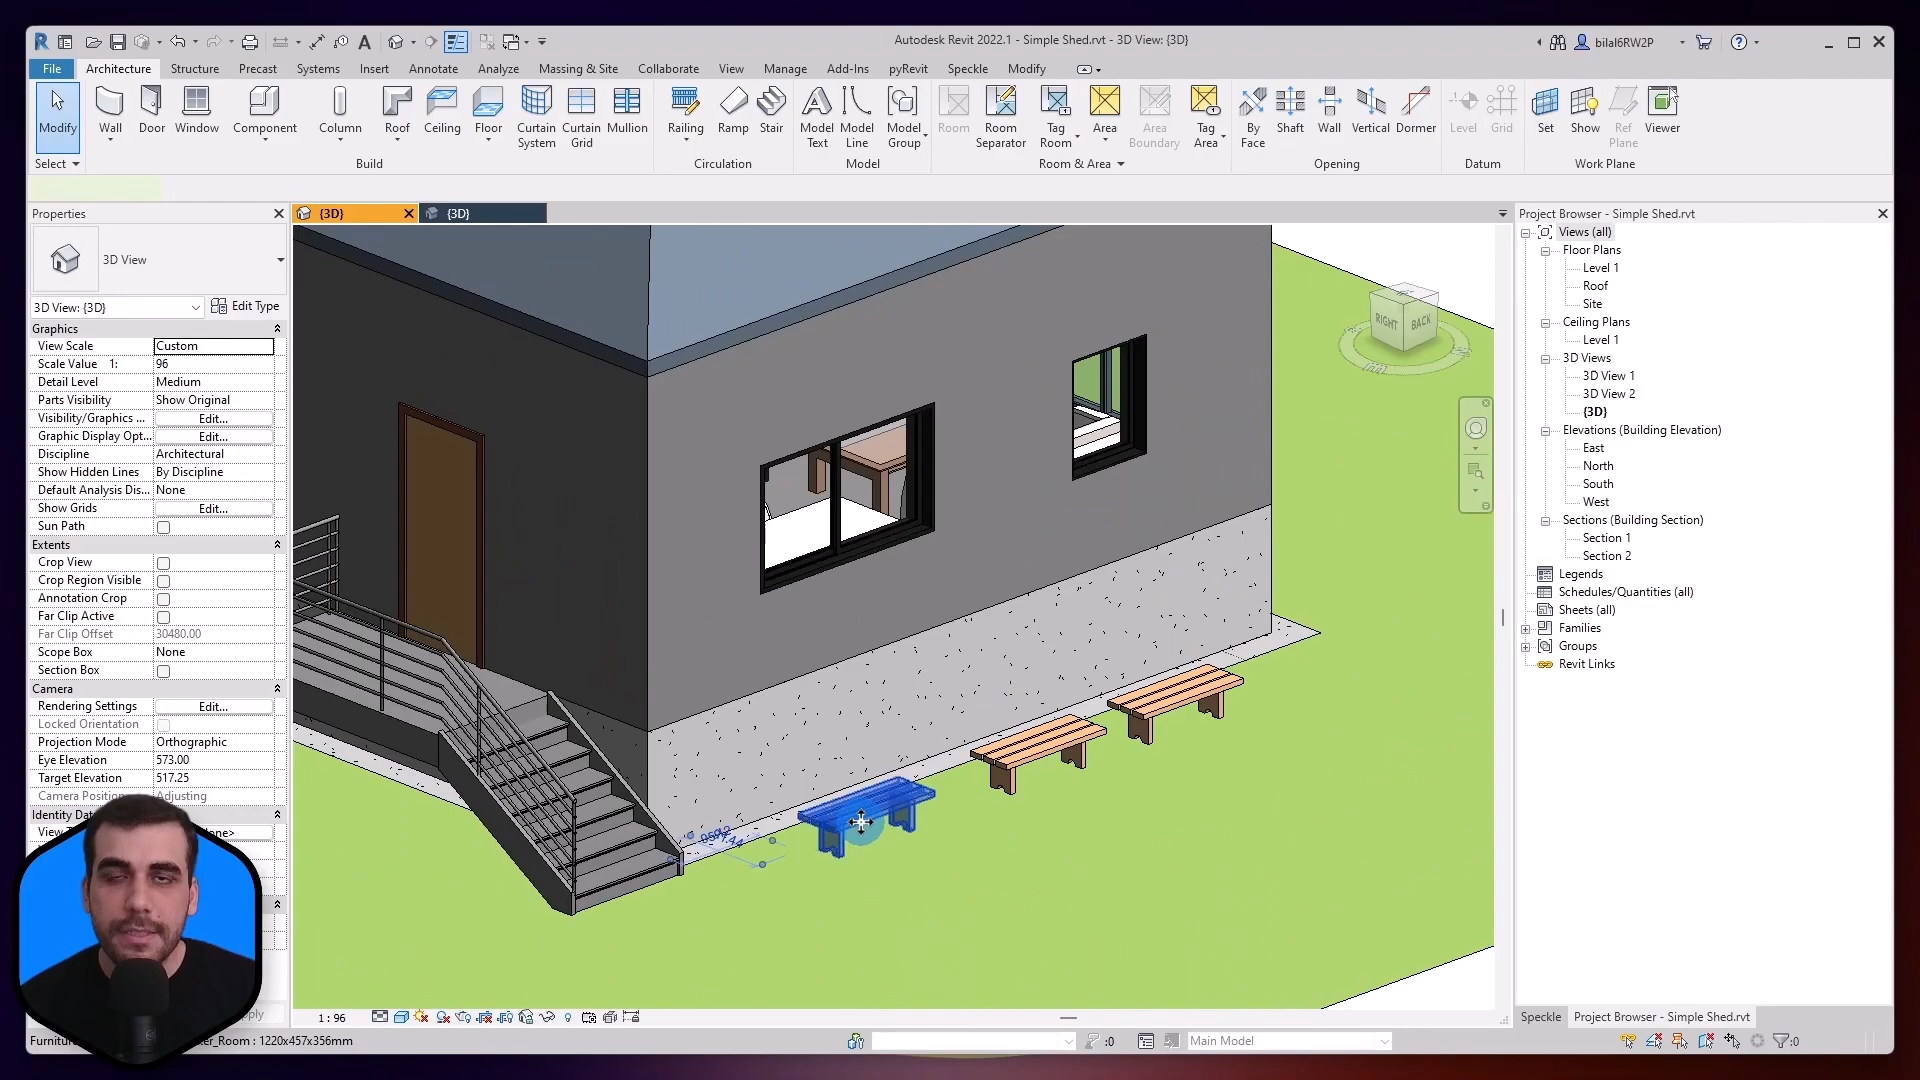 Autodesk Revit 2022.1 - Simple Shed.rvt - 3D View: {3D}
bilal6RW2P
File Architecture Structure Precast Systems Insert Annotate Analyze Massing & Site Collaborate View Manage Add-Ins pyRevit Speckle Modify
Modify Wall Door Window Component Column Roof Ceiling Floor Curtain System Curtain Grid Mullion Railing Ramp Stair Model Text Model Line Model Group Room Room Separator Tag Room Area Area Boundary Tag Area By Face Shaft Wall Vertical Dormer Level Grid Set Show Ref Plane Viewer
Select Build Circulation Model Room & Area Opening Datum Work Plane
Properties
{3D}
{3D}
3D View
3D View: {3D}
Edit Type
Graphics
View Scale Custom
Scale Value 1: 96
Detail Level Medium
Parts Visibility Show Original
Visibility/Graphics ... Edit...
Graphic Display Opt... Edit...
Discipline Architectural
Show Hidden Lines By Discipline
Default Analysis Dis... None
Show Grids Edit...
Sun Path
Extents
Crop View
Crop Region Visible
Annotation Crop
Far Clip Active
Far Clip Offset 30480.00
Scope Box None
Section Box
Camera
Rendering Settings Edit...
Locked Orientation
Projection Mode Orthographic
Eye Elevation 573.00
Target Elevation 517.25
Camera Position Adjusting
Identity Data
RIGHT
BACK
Project Browser - Simple Shed.rvt
Views (all)
Floor Plans
Level 1
Roof
Site
Ceiling Plans
Level 1
3D Views
3D View 1
3D View 2
{3D}
Elevations (Building Elevation)
East
North
South
West
Sections (Building Section)
Section 1
Section 2
Legends
Schedules/Quantities (all)
Sheets (all)
Families
Groups
Revit Links
1 : 96
Speckle
Project Browser - Simple Shed.rvt
Room : 1220x457x356mm
:0
Main Model
:0